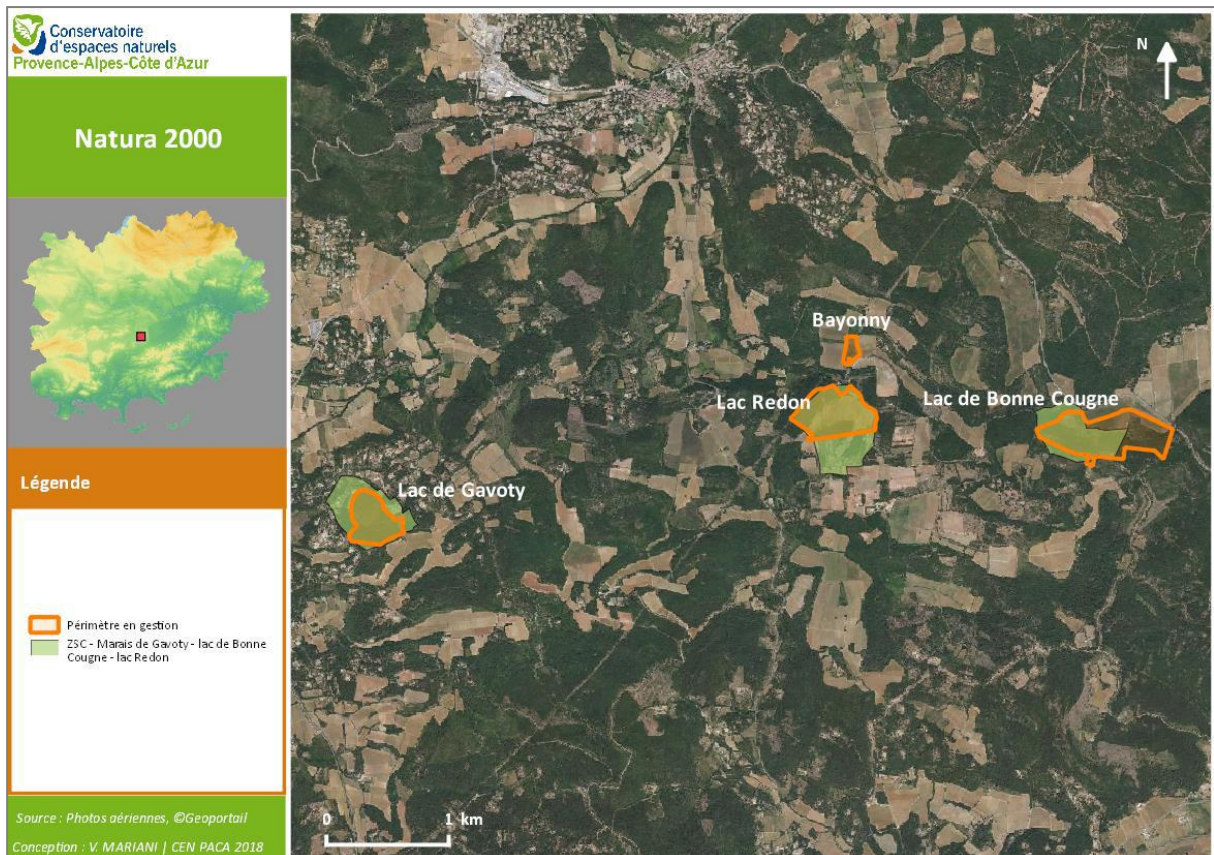 Conservatoire
d'espaces naturels
Provence-Alpes-Côte d'Azur
Natura 2000
Légende
Périmètre en gestion
ZSC - Marais de Gavoty - lac de Bonne
Cougne - lac Redon
Source : Photos aériennes, ©Geoportail
Conception : V. MARIANI | CEN PACA 2018
N
Bayonny
Lac Redon
Lac de Bonne Cougne
Lac de Gavoty
0 1 km